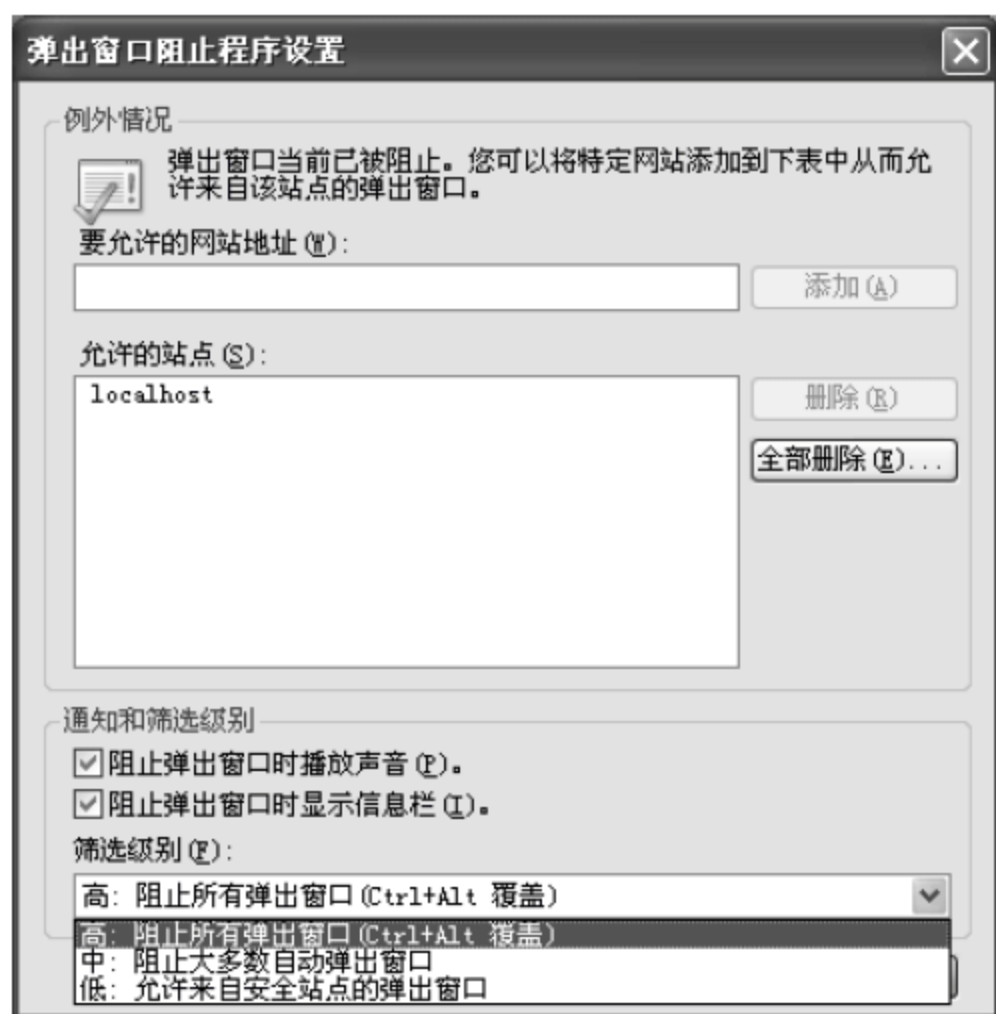 弹出窗口阻止程序设置
例外情况
弹出窗口当前已被阻止。您可以将特定网站添加到下表中从而允
许来自该站点的弹出窗口。
要允许的网站地址(W):
添加(A)
允许的站点(S):
localhost
删除(R)
全部删除(E)...
通知和筛选级别
阻止弹出窗口时播放声音(P)。
阻止弹出窗口时显示信息栏(I)。
筛选级别(F):
高: 阻止所有弹出窗口(Ctrl+Alt 覆盖)
高: 阻止所有弹出窗口(Ctrl+Alt 覆盖)
中: 阻止大多数自动弹出窗口
低: 允许来自安全站点的弹出窗口